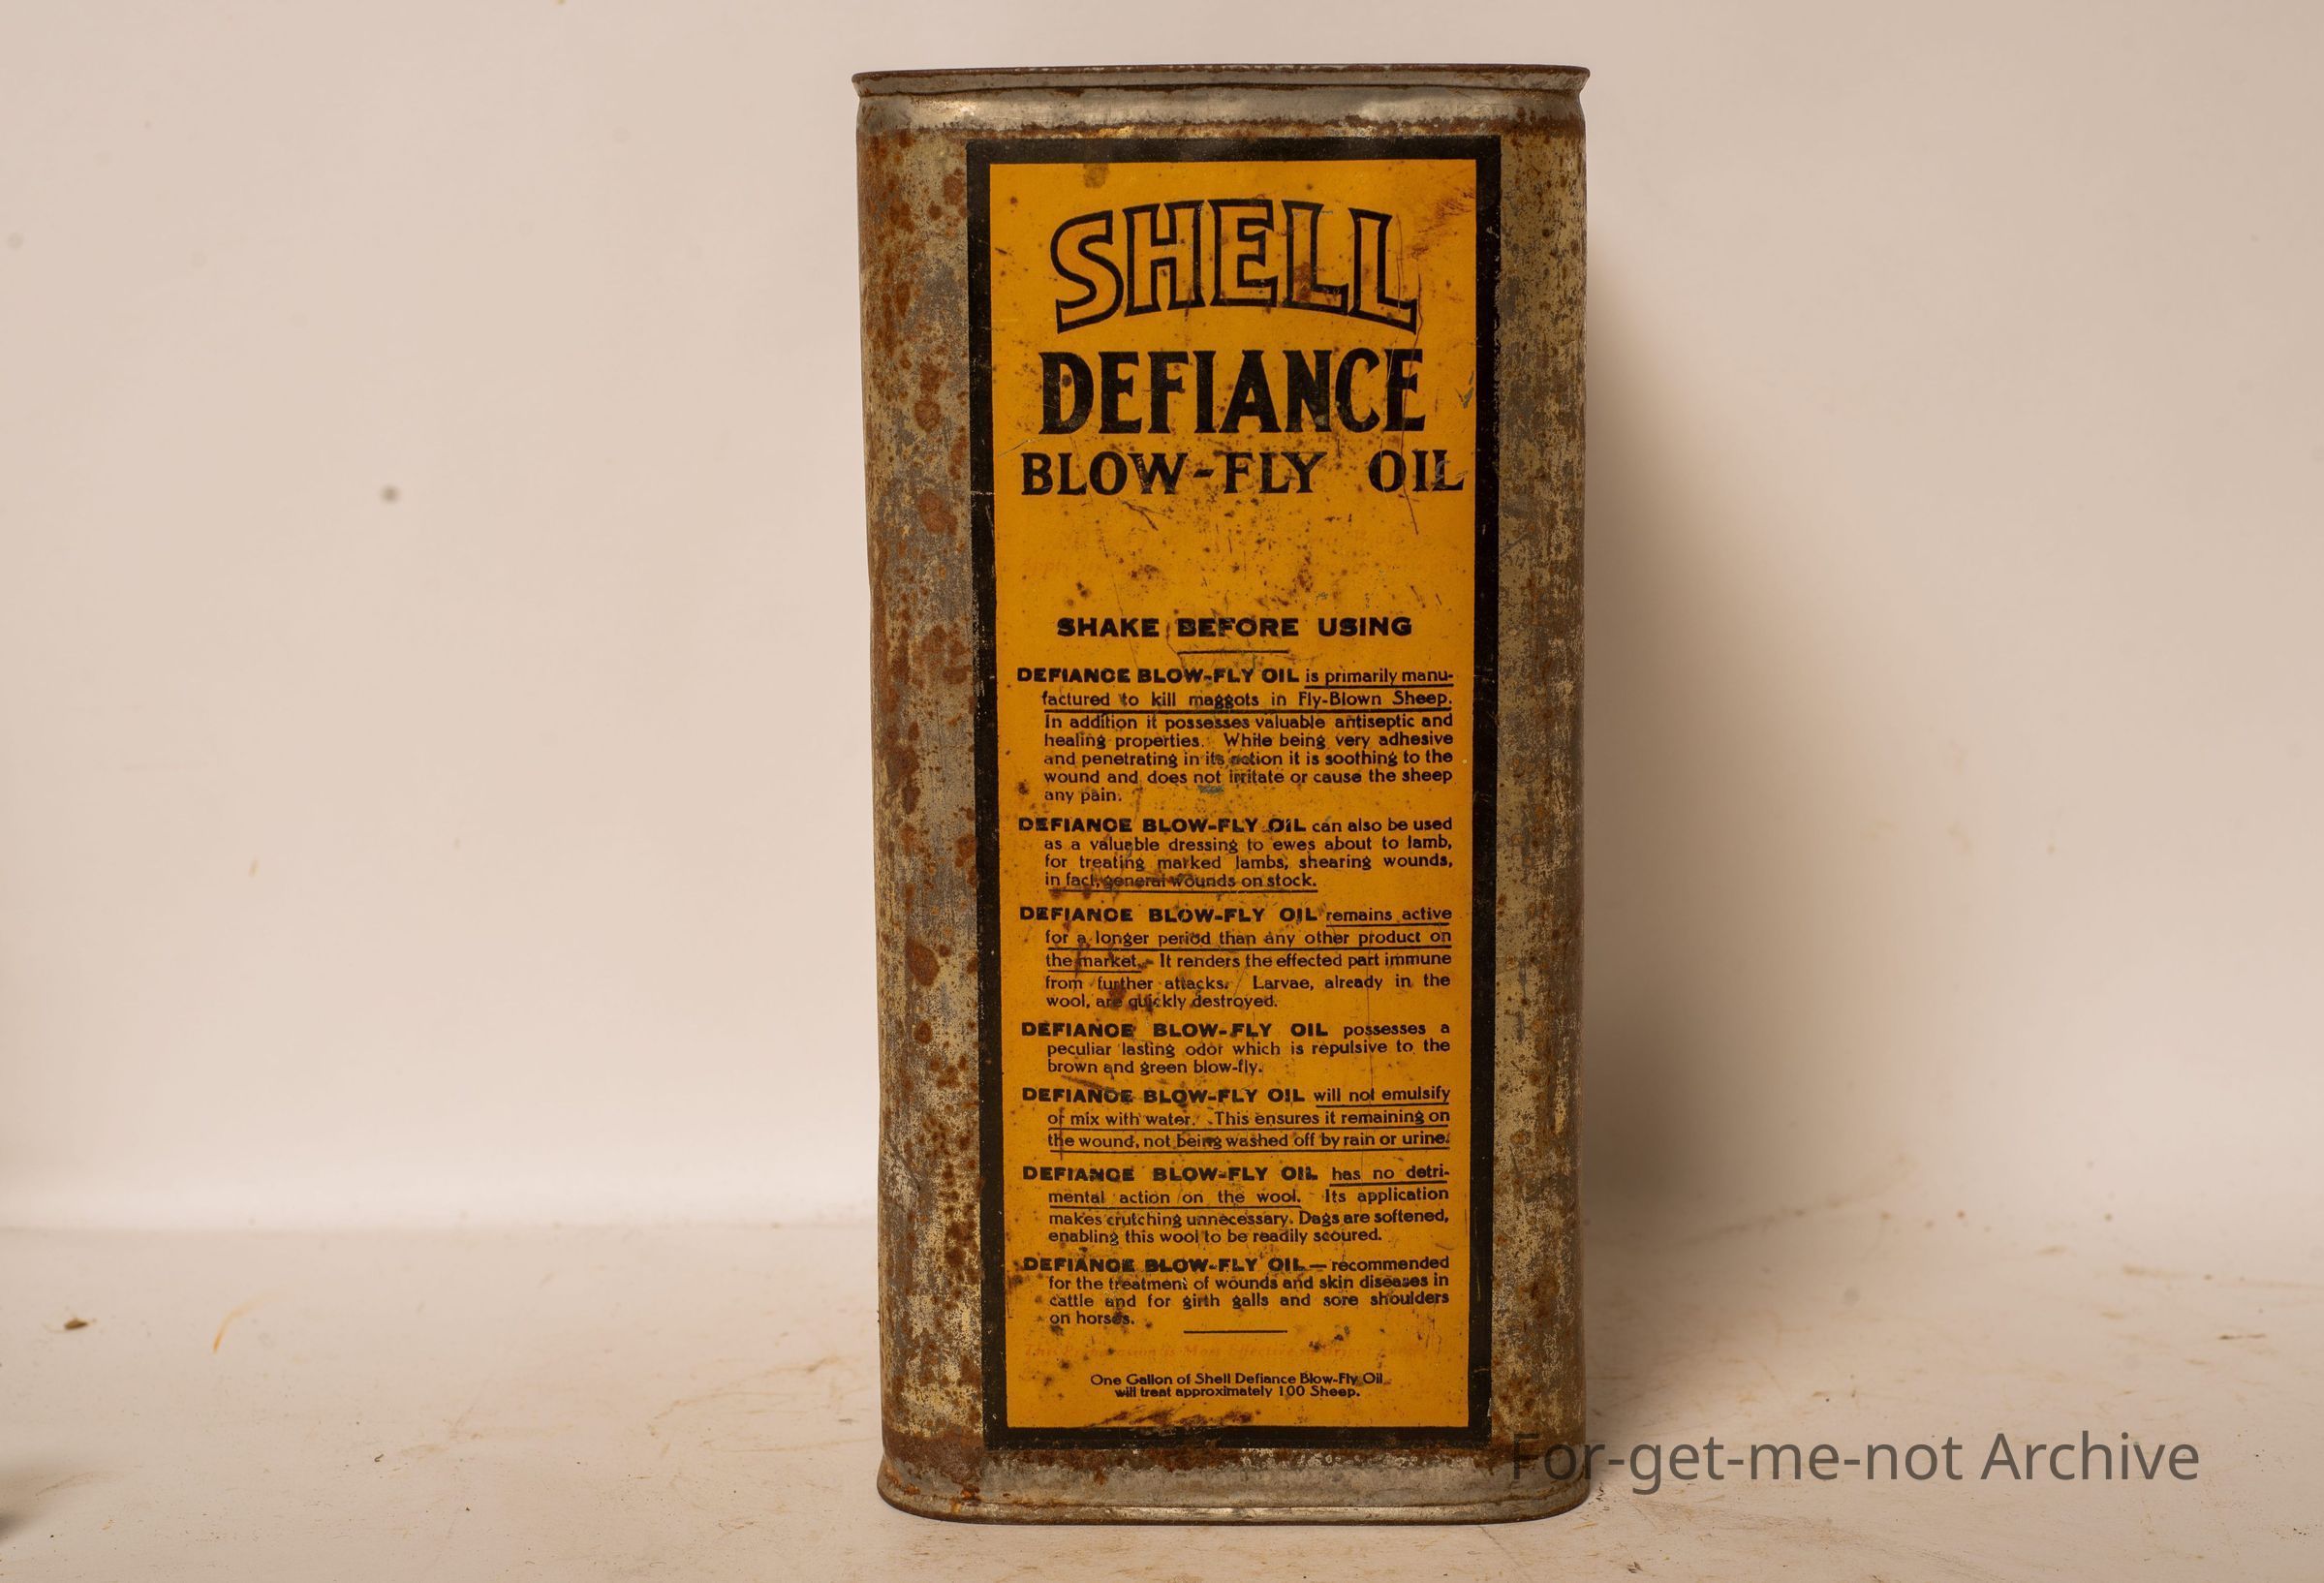 SHELL
DEFIANCE
BLOW-FLY OIL
SHAKE BEFORE USING
DEFIANCE BLOW-FLY OIL is primarily manu-
factured to kill maggots in Fly-Blown Sheep.
In addition it possesses valuable antiseptic and
healing properties. While being very adhesive
and penetrating in its action it is soothing to the
wound and does not irritate or cause the sheep
any pain.
DEFIANCE BLOW-FLY OIL can also be used
as a valuable dressing to ewes about to lamb,
for treating marked lambs, shearing wounds,
in fact, general wounds on stock.
DEFIANCE BLOW-FLY OIL remains active
for a longer period than any other product on
the market. It renders the effected part immune
from further attacks. Larvae, already in the
wool, are quickly destroyed.
DEFIANCE BLOW-FLY OIL possesses a
peculiar lasting odor which is repulsive to the
brown and green blow-fly.
DEFIANCE BLOW-FLY OIL will not emulsify
of mix with water. This ensures it remaining on
the wound, not being washed off by rain or urine.
DEFIANCE BLOW-FLY OIL has no detri-
mental action on the wool. Its application
makes crutching unnecessary. Dags are softened,
enabling this wool to be readily scoured.
DEFIANCE BLOW-FLY OIL — recommended
for the treatment of wounds and skin diseases in
cattle and for girth galls and sore shoulders
on horses.
This is Most Effective
One Gallon of Shell Defiance Blow-Fly Oil
will treat approximately 100 Sheep.
For-get-me-not Archive